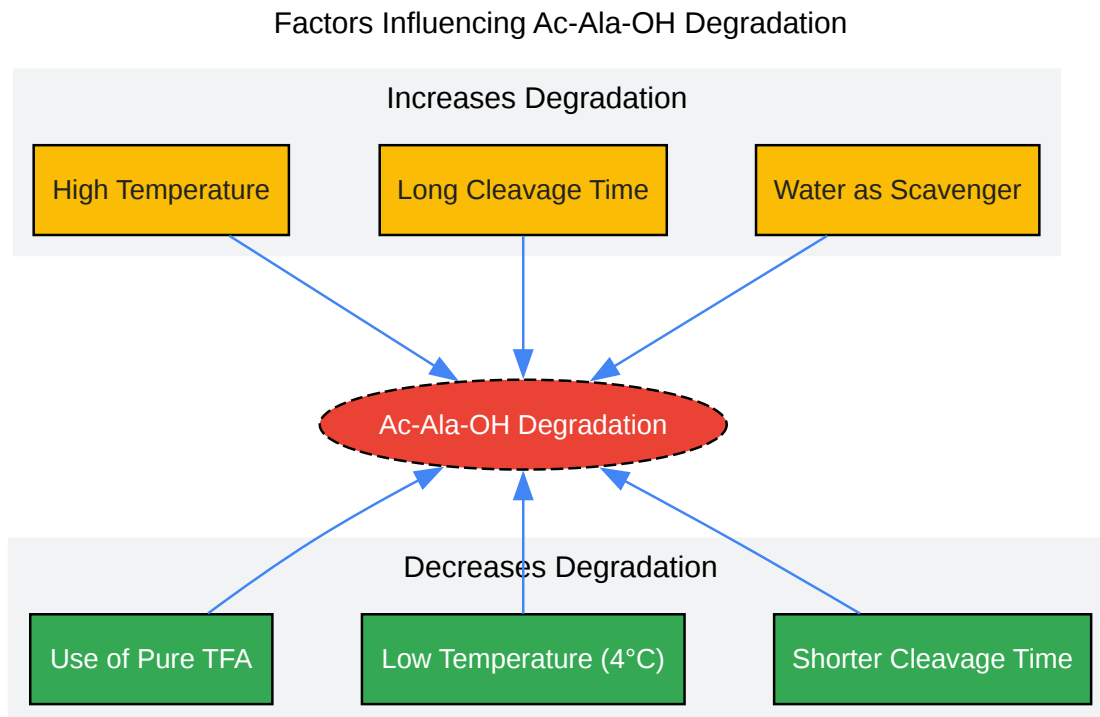 Factors Influencing Ac-Ala-OH Degradation
Increases Degradation
High Temperature
Long Cleavage Time
Water as Scavenger
Ac-Ala-OH Degradation
Decreases Degradation
Use of Pure TFA
Low Temperature (4°C)
Shorter Cleavage Time